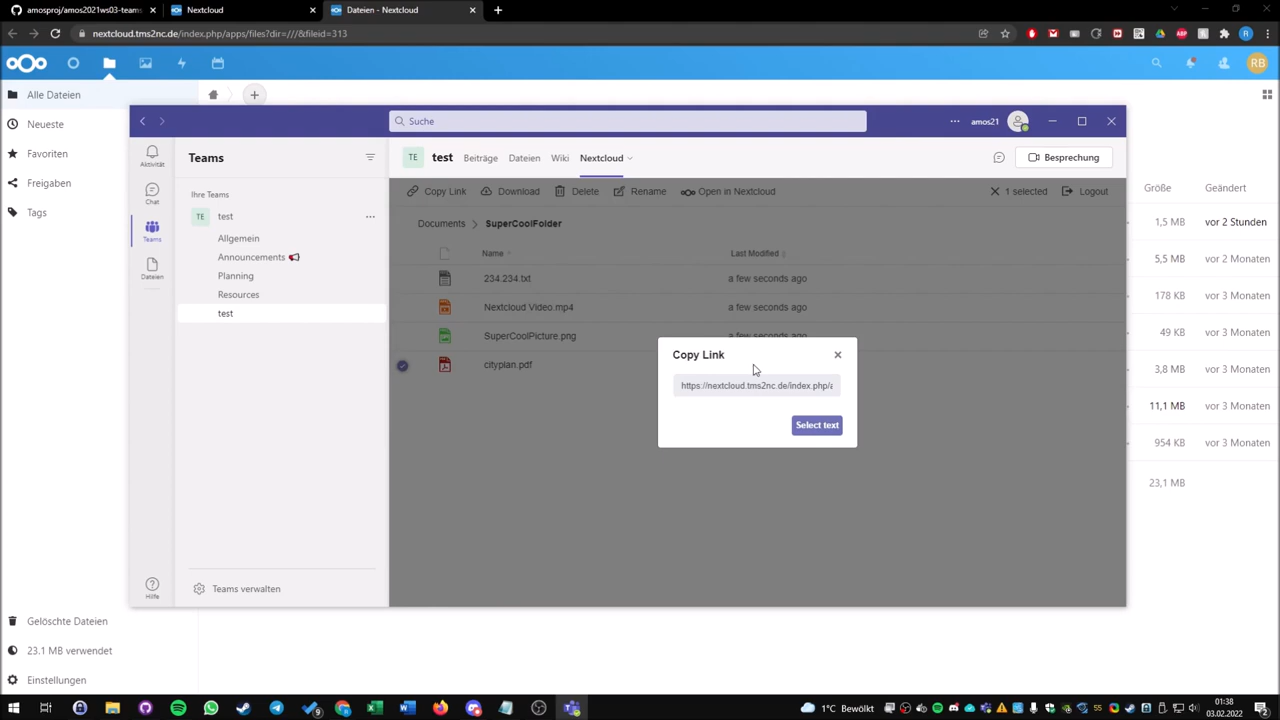 amosproj/amos2021ws03-teams
Nextcloud
Dateien - Nextcloud
nextcloud.tms2nc.de/index.php/apps/files?dir=///&fileid=313
RB
Alle Dateien
Neueste
Favoriten
Freigaben
Tags
Größe
Geändert
1,5 MB
vor 2 Stunden
5,5 MB
vor 2 Monaten
178 KB
vor 3 Monaten
49 KB
vor 3 Monaten
3,8 MB
vor 3 Monaten
11,1 MB
vor 3 Monaten
954 KB
vor 3 Monaten
23,1 MB
Gelöschte Dateien
23.1 MB verwendet
Einstellungen
Suche
amos21
Aktivität
Chat
Teams
Dateien
Hilfe
Teams
Ihre Teams
TE test
Allgemein
Announcements
Planning
Resources
test
Teams verwalten
TE test Beiträge Dateien Wiki Nextcloud
Besprechung
Copy Link Download Delete Rename Open in Nextcloud 1 selected Logout
Documents > SuperCoolFolder
Name Last Modified
234:234.txt a few seconds ago
Nextcloud Video.mp4 a few seconds ago
SuperCoolPicture.png a few seconds ago
cityplan.pdf
Copy Link
https://nextcloud.tms2nc.de/index.php/a
Select text
1°C Bewölkt
01:38
03.02.2022